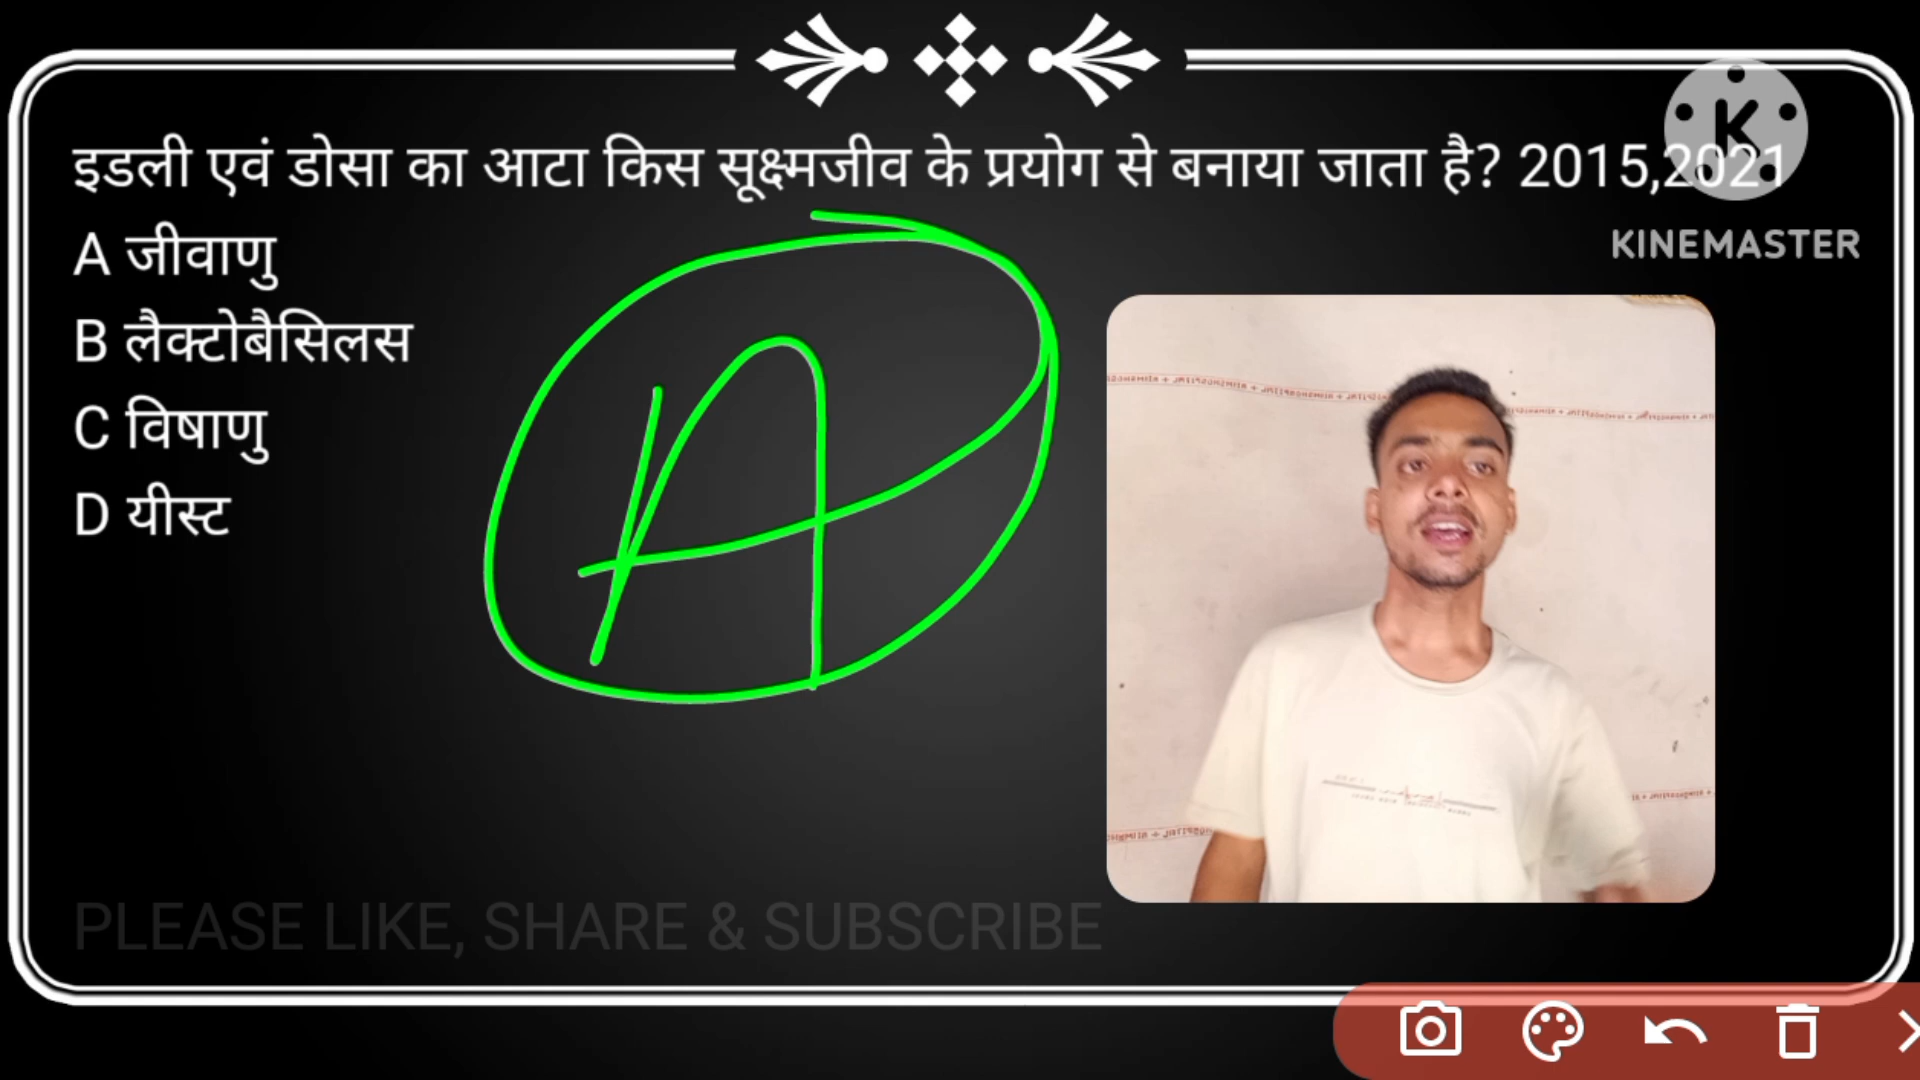 इडली एवं डोसा का आटा किस सूक्ष्मजीव के प्रयोग से बनाया जाता है? 2015,2021
A जीवाणु
B लैक्टोबैसिलस
C विषाणु
D यीस्ट
A
K
KINEMASTER
PLEASE LIKE, SHARE & SUBSCRIBE